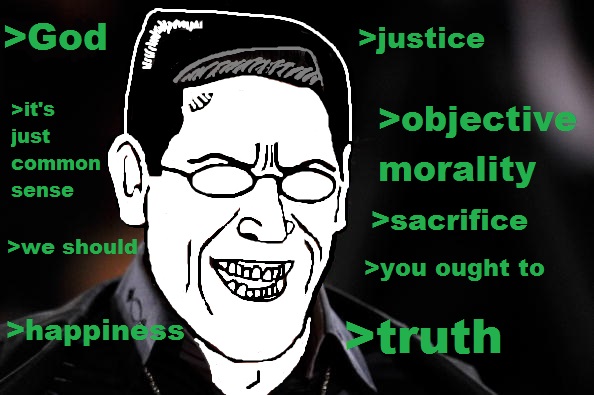 >God
>it's
just
common
sense
>we should
>happiness
>justice
>objective
morality
>sacrifice
>you ought to
>truth